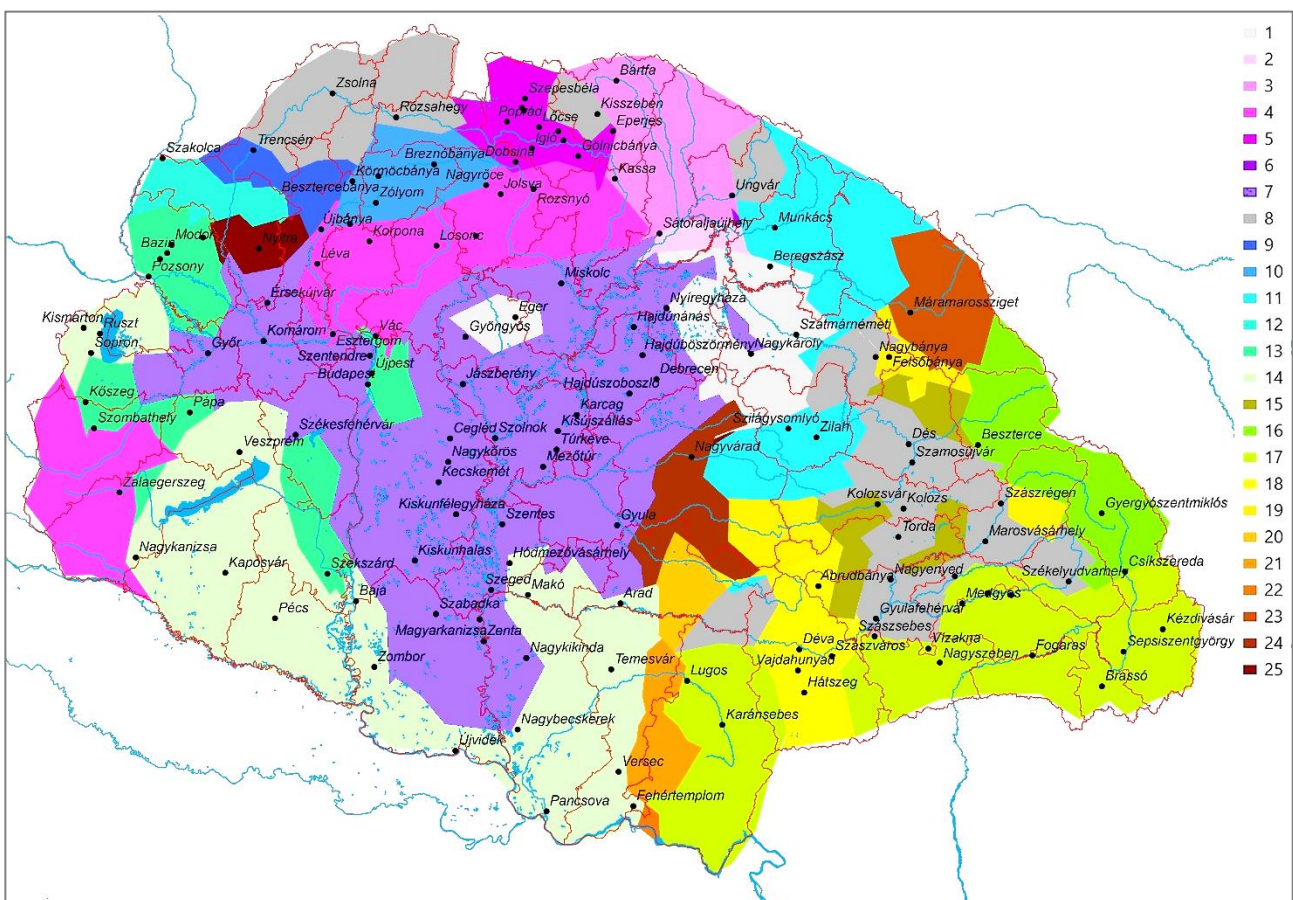 Bártfa
Zsolna
Szepesbéla
Kisszeben
Rózsahegy
Poprád
Lőcse
Eperjes
Trencsén
Igló
Szakolca
Breznóbánya
Dobsina
Gölnicbánya
Körmöcbánya
Nagyrőce
Kassa
Besztercebánya
Jolsva
Ungvár
Zólyom
Rozsnyó
Újbánya
Sátoraljaújhely
Munkács
Modor
Korpona
Losonc
Bazin
Nyitra
Léva
Beregszász
Pozsony
Miskolc
Érsekújvár
Nyíregyháza
Máramarossziget
Eger
Kismarton
Ruszt
Hajdúnánás
Komárom
Vác
Gyöngyös
Szatmárnémeti
Sopron
Győr
Esztergom
Szentendre
Hajdúböszörmény
Nagykároly
Nagybánya
Újpest
Felsőbánya
Budapest
Jászberény
Hajdúszoboszló
Debrecen
Kőszeg
Pápa
Karcag
Szombathely
Kisújszállás
Szilágysomlyó
Székesfehérvár
Cegléd
Szolnok
Túrkeve
Zilah
Dés
Beszterce
Veszprém
Nagykőrös
Mezőtúr
Nagyvárad
Szamosújvár
Kecskemét
Zalaegerszeg
Kolozsvár
Kolozs
Szászrégen
Gyergyószentmiklós
Kiskunfélegyháza
Szentes
Gyula
Torda
Marosvásárhely
Nagykanizsa
Kiskunhalas
Hódmezővásárhely
Kaposvár
Székszárd
Abrudbánya
Nagyenyed
Székelyudvarhely
Csíkszereda
Szeged
Makó
Baja
Arad
Medgyes
Pécs
Szabadka
Gyulafehérvár
Kézdivásár
Magyarkanizsa
Zenta
Szászsebes
Déva
Szászváros
Vízakna
Fogaras
Sepsiszentgyörgy
Zombor
Nagykikinda
Temesvár
Vajdahunyad
Nagyszeben
Lugos
Hátszeg
Brassó
Nagybecskerek
Karánsebes
Újvidék
Versec
Pancsova
Fehértemplom
1
2
3
4
5
6
7
8
9
10
11
12
13
14
15
16
17
18
19
20
21
22
23
24
25